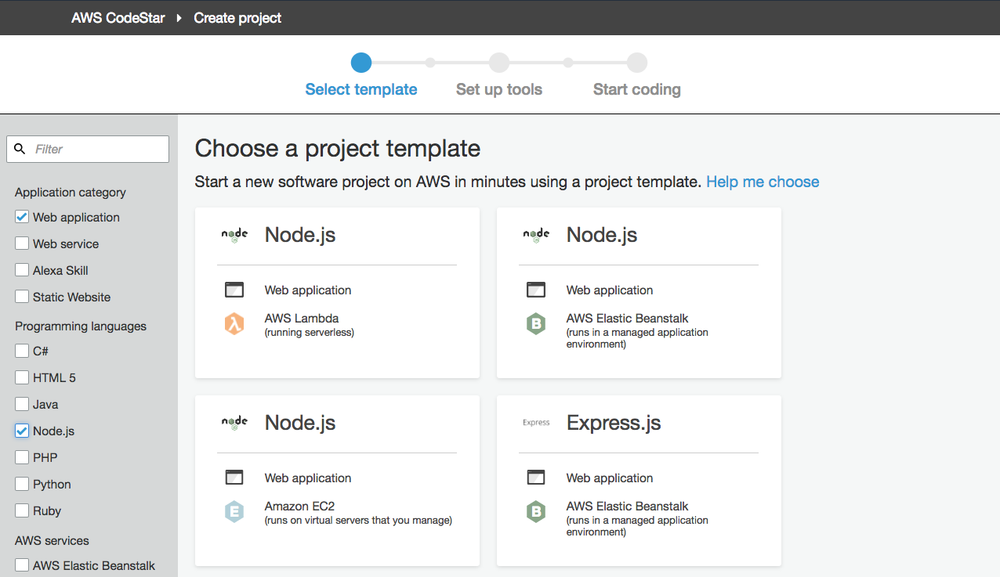 AWS CodeStar Create project
Select template
Set up tools
Start coding
Filter
Application category
Web application
Web service
Alexa Skill
Static Website
Programming languages
C#
HTML 5
Java
Node.js
PHP
Python
Ruby
AWS services
AWS Elastic Beanstalk
Choose a project template
Start a new software project on AWS in minutes using a project template. Help me choose
node Node.js
Web application
AWS Lambda
(running serverless)
node Node.js
Web application
B AWS Elastic Beanstalk
(runs in a managed application
environment)
node Node.js
Web application
E Amazon EC2
(runs on virtual servers that you manage)
Express Express.js
Web application
B AWS Elastic Beanstalk
(runs in a managed application
environment)